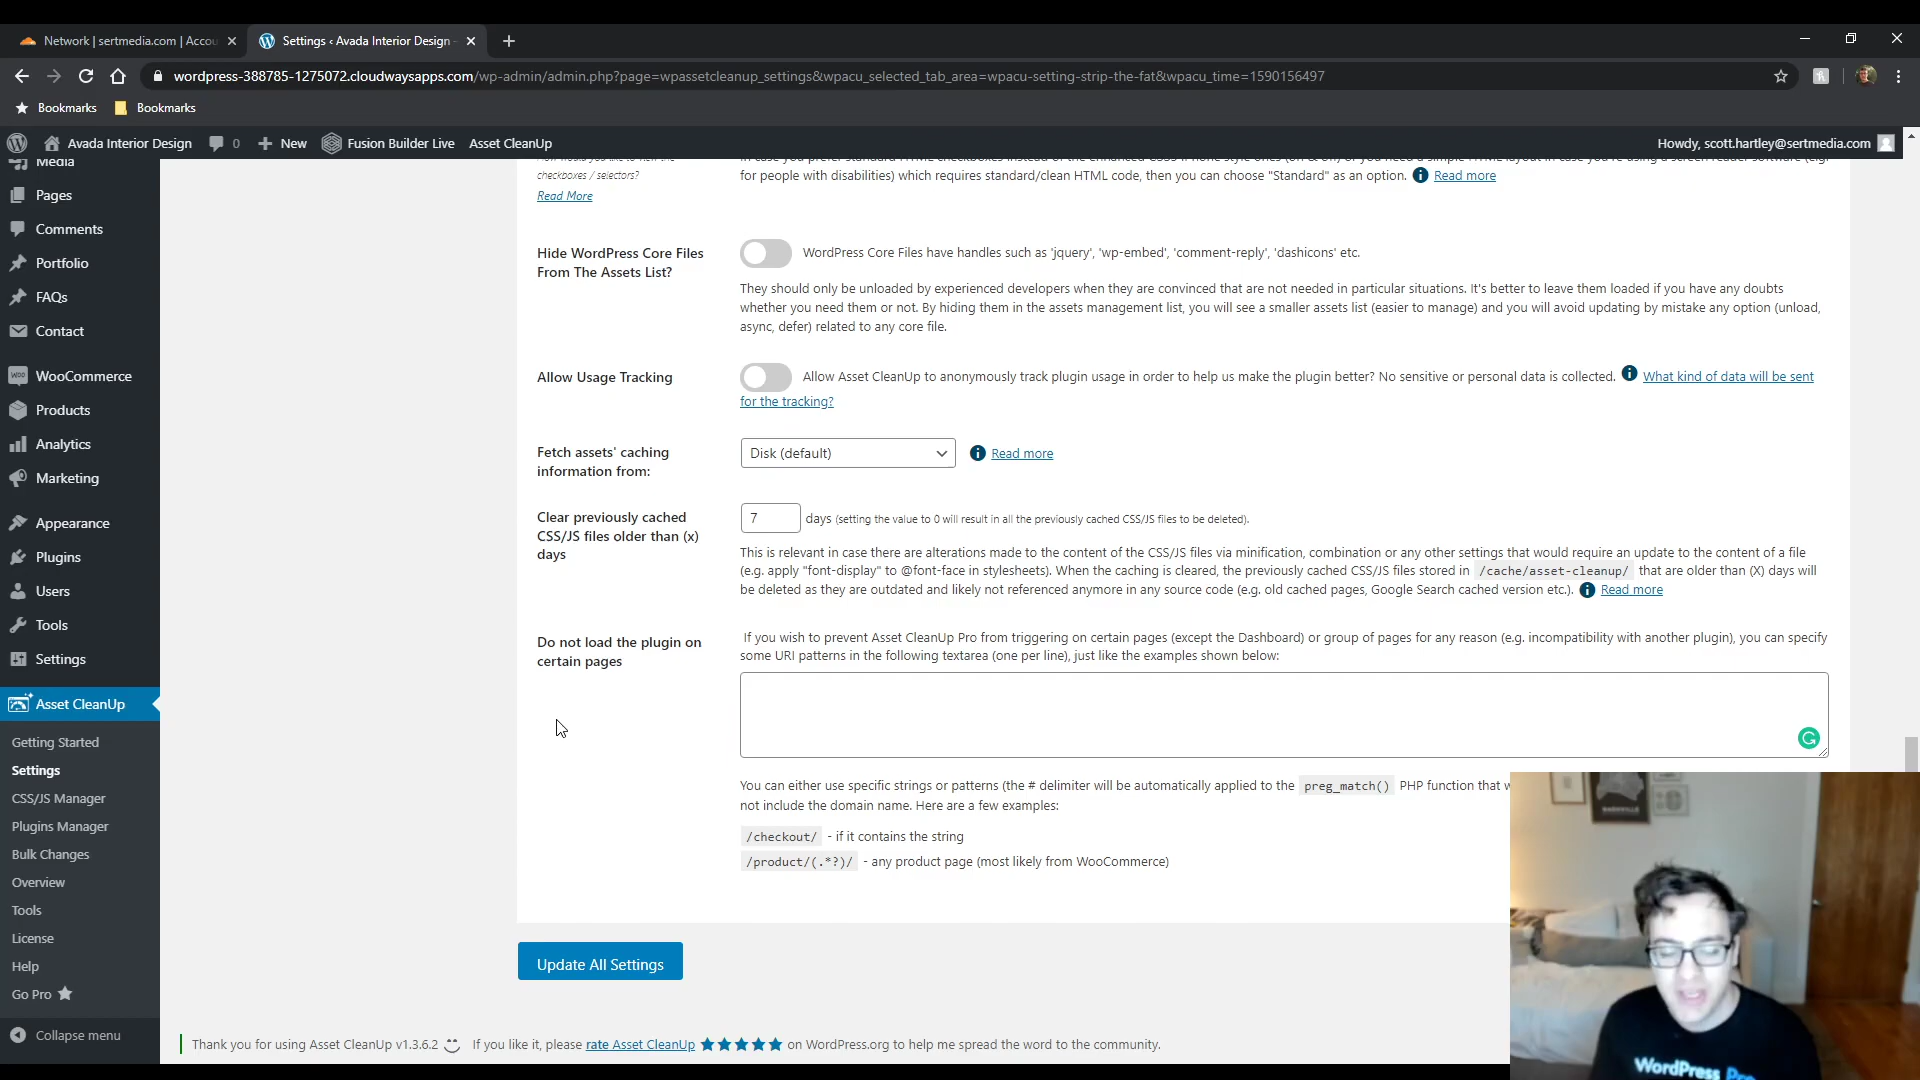 Network | sertmedia.com | Accou
Settings ‹ Avada Interior Design -
wordpress-388785-1275072.cloudwaysapps.com/wp-admin/admin.php?page=wpassetcleanup_settings&wpacu_selected_tab_area=wpacu-setting-strip-the-fat&wpacu_time=1590156497
Bookmarks Bookmarks
Avada Interior Design 0 New Fusion Builder Live Asset CleanUp Howdy, scott.hartley@sertmedia.com
Media
Pages
Comments
Portfolio
FAQs
Contact
WooCommerce
Products
Analytics
Marketing
Appearance
Plugins
Users
Tools
Settings
Asset CleanUp
Getting Started
Settings
CSS/JS Manager
Plugins Manager
Bulk Changes
Overview
Tools
License
Help
Go Pro
Collapse menu
checkboxes / selectors?
Read More
for people with disabilities) which requires standard/clean HTML code, then you can choose "Standard" as an option. Read more
Hide WordPress Core Files
From The Assets List?
WordPress Core Files have handles such as 'jquery', 'wp-embed', 'comment-reply', 'dashicons' etc.
They should only be unloaded by experienced developers when they are convinced that are not needed in particular situations. It's better to leave them loaded if you have any doubts
whether you need them or not. By hiding them in the assets management list, you will see a smaller assets list (easier to manage) and you will avoid updating by mistake any option (unload,
async, defer) related to any core file.
Allow Usage Tracking
Allow Asset CleanUp to anonymously track plugin usage in order to help us make the plugin better? No sensitive or personal data is collected. What kind of data will be sent
for the tracking?
Fetch assets' caching
information from:
Disk (default) Read more
Clear previously cached
CSS/JS files older than (x)
days
7 days (setting the value to 0 will result in all the previously cached CSS/JS files to be deleted).
This is relevant in case there are alterations made to the content of the CSS/JS files via minification, combination or any other settings that would require an update to the content of a file
(e.g. apply "font-display" to @font-face in stylesheets). When the caching is cleared, the previously cached CSS/JS files stored in /cache/asset-cleanup/ that are older than (X) days will
be deleted as they are outdated and likely not referenced anymore in any source code (e.g. old cached pages, Google Search cached version etc.). Read more
Do not load the plugin on
certain pages
If you wish to prevent Asset CleanUp Pro from triggering on certain pages (except the Dashboard) or group of pages for any reason (e.g. incompatibility with another plugin), you can specify
some URI patterns in the following textarea (one per line), just like the examples shown below:
You can either use specific strings or patterns (the # delimiter will be automatically applied to the preg_match() PHP function that
not include the domain name. Here are a few examples:
/checkout/ - if it contains the string
/product/(.*?)/ - any product page (most likely from WooCommerce)
Update All Settings
Thank you for using Asset CleanUp v1.3.6.2 If you like it, please rate Asset CleanUp on WordPress.org to help me spread the word to the community.
WordPress